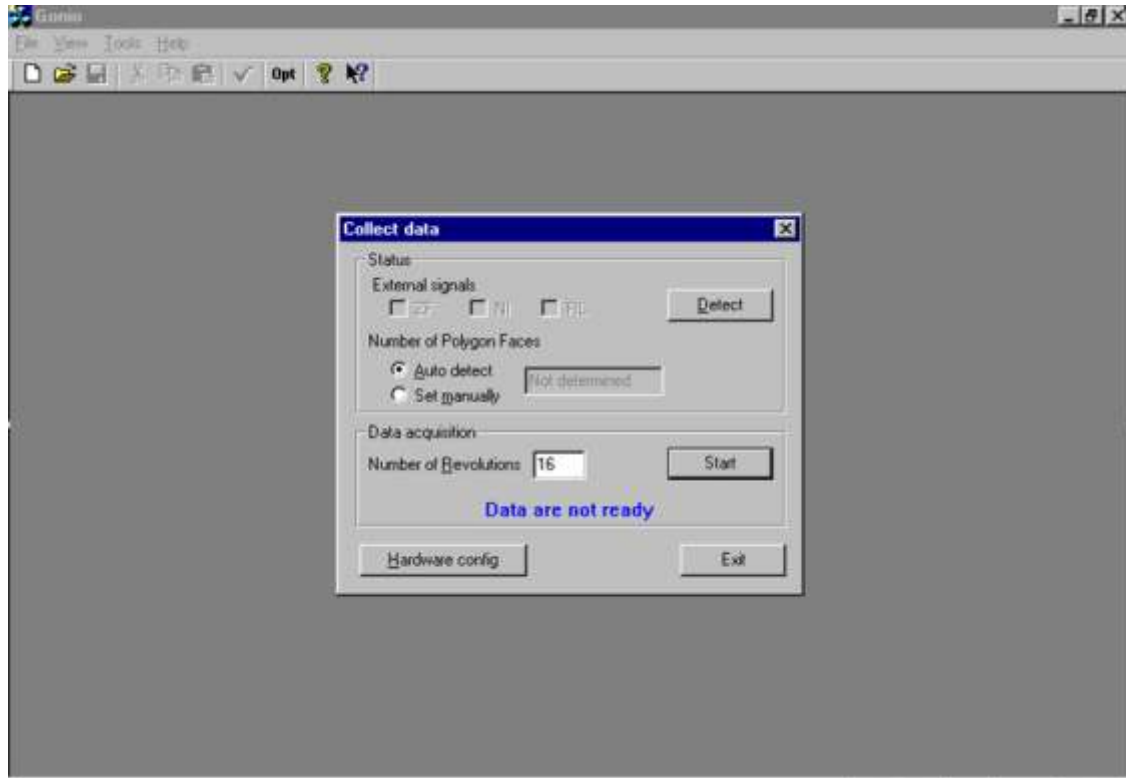 Gonio
File View Tools Help
Opt
Collect data
Status
External signals
NI
Detect
Number of Polygon Faces
Auto detect
Not determined
Set manually
Data acquisition
Number of Revolutions 16
Start
Data are not ready
Hardware config
Exit